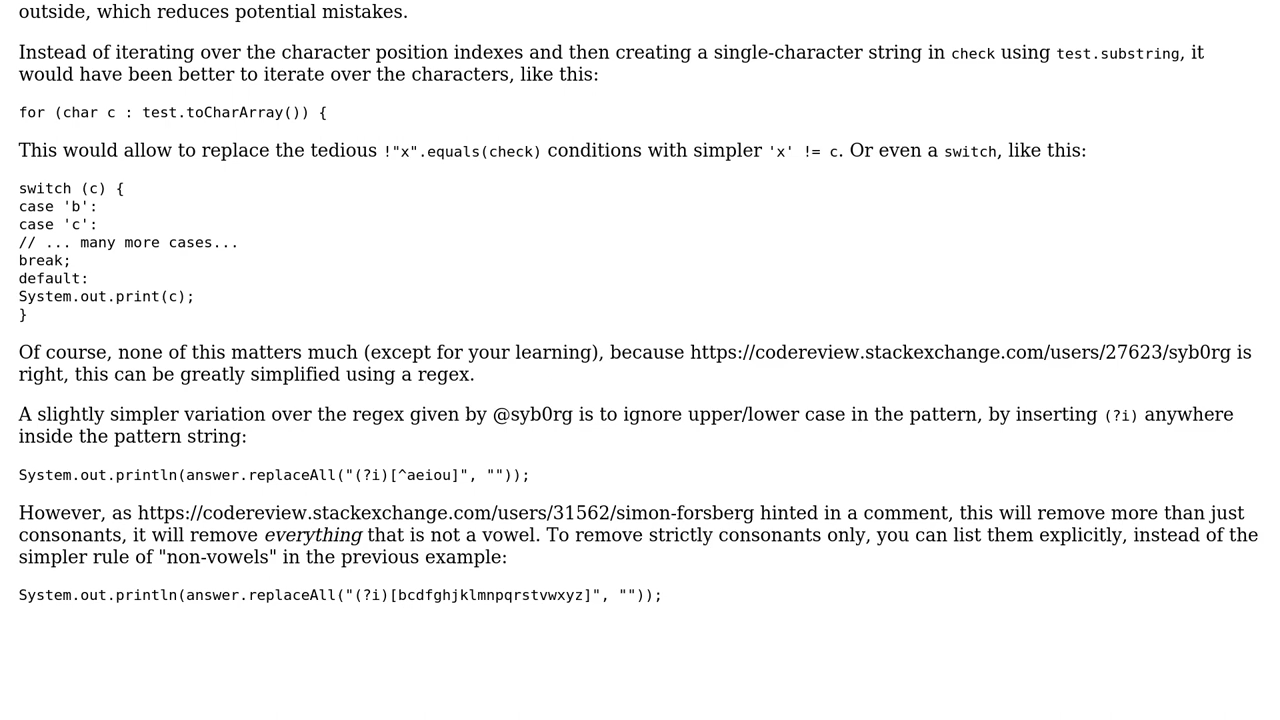 outside, which reduces potential mistakes.
Instead of iterating over the character position indexes and then creating a single-character string in check using test.substring, it
would have been better to iterate over the characters, like this:
for (char c : test.toCharArray()) {
This would allow to replace the tedious !"x".equals(check) conditions with simpler 'x' != c. Or even a switch, like this:
switch (c) {
case 'b':
case 'c':
// ... many more cases...
break;
default:
System.out.print(c);
}
Of course, none of this matters much (except for your learning), because https://codereview.stackexchange.com/users/27623/syb0rg is
right, this can be greatly simplified using a regex.
A slightly simpler variation over the regex given by @syb0rg is to ignore upper/lower case in the pattern, by inserting (?i) anywhere
inside the pattern string:
System.out.println(answer.replaceAll("(?i)[^aeiou]", ""));
However, as https://codereview.stackexchange.com/users/31562/simon-forsberg hinted in a comment, this will remove more than just
consonants, it will remove everything that is not a vowel. To remove strictly consonants only, you can list them explicitly, instead of the
simpler rule of "non-vowels" in the previous example:
System.out.println(answer.replaceAll("(?i)[bcdfghjklmnpqrstvwxyz]", ""));